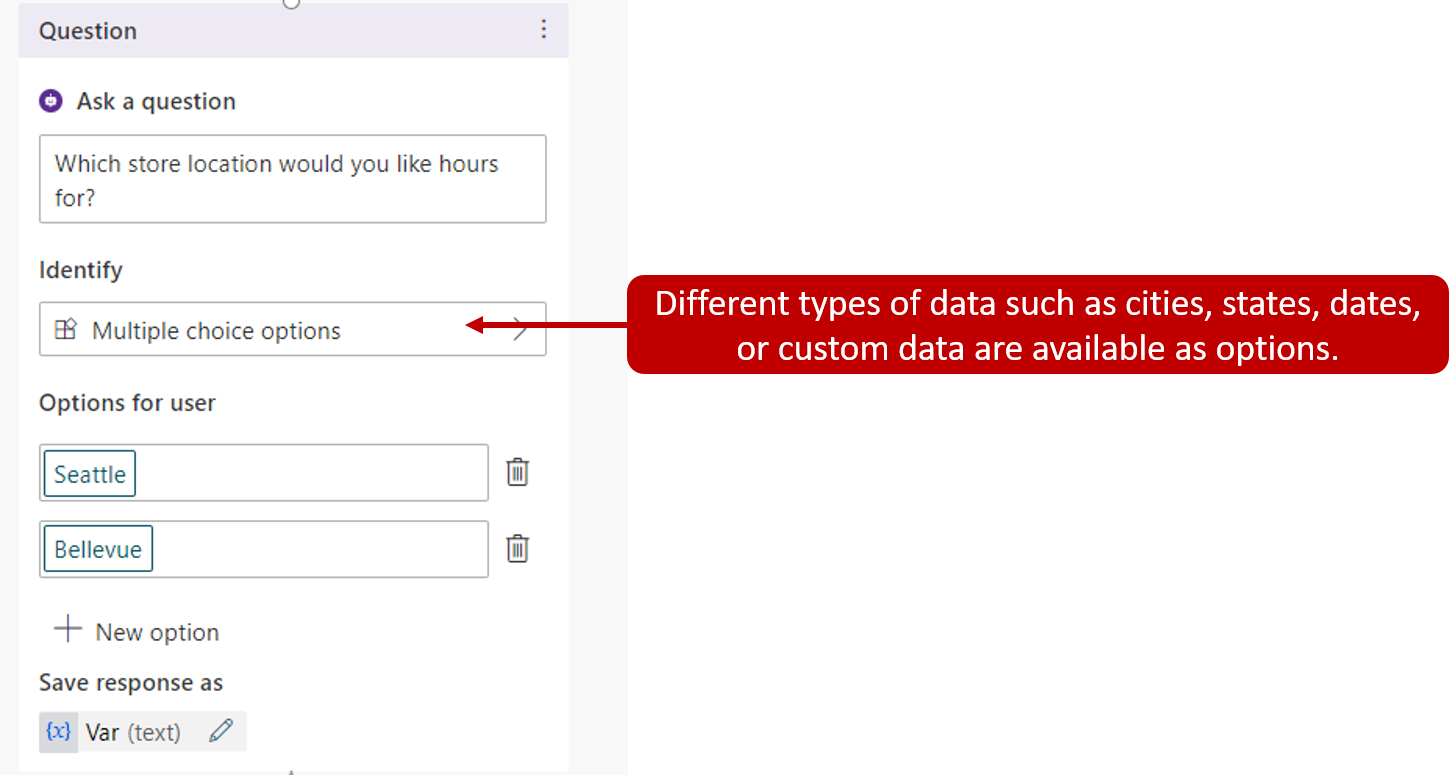 Question
Ask a question
Which store location would you like hours
for?
Identify
Multiple choice options
Different types of data such as cities, states, dates,
or custom data are available as options.
Options for user
Seattle
Bellevue
New option
Save response as
{x} Var (text)